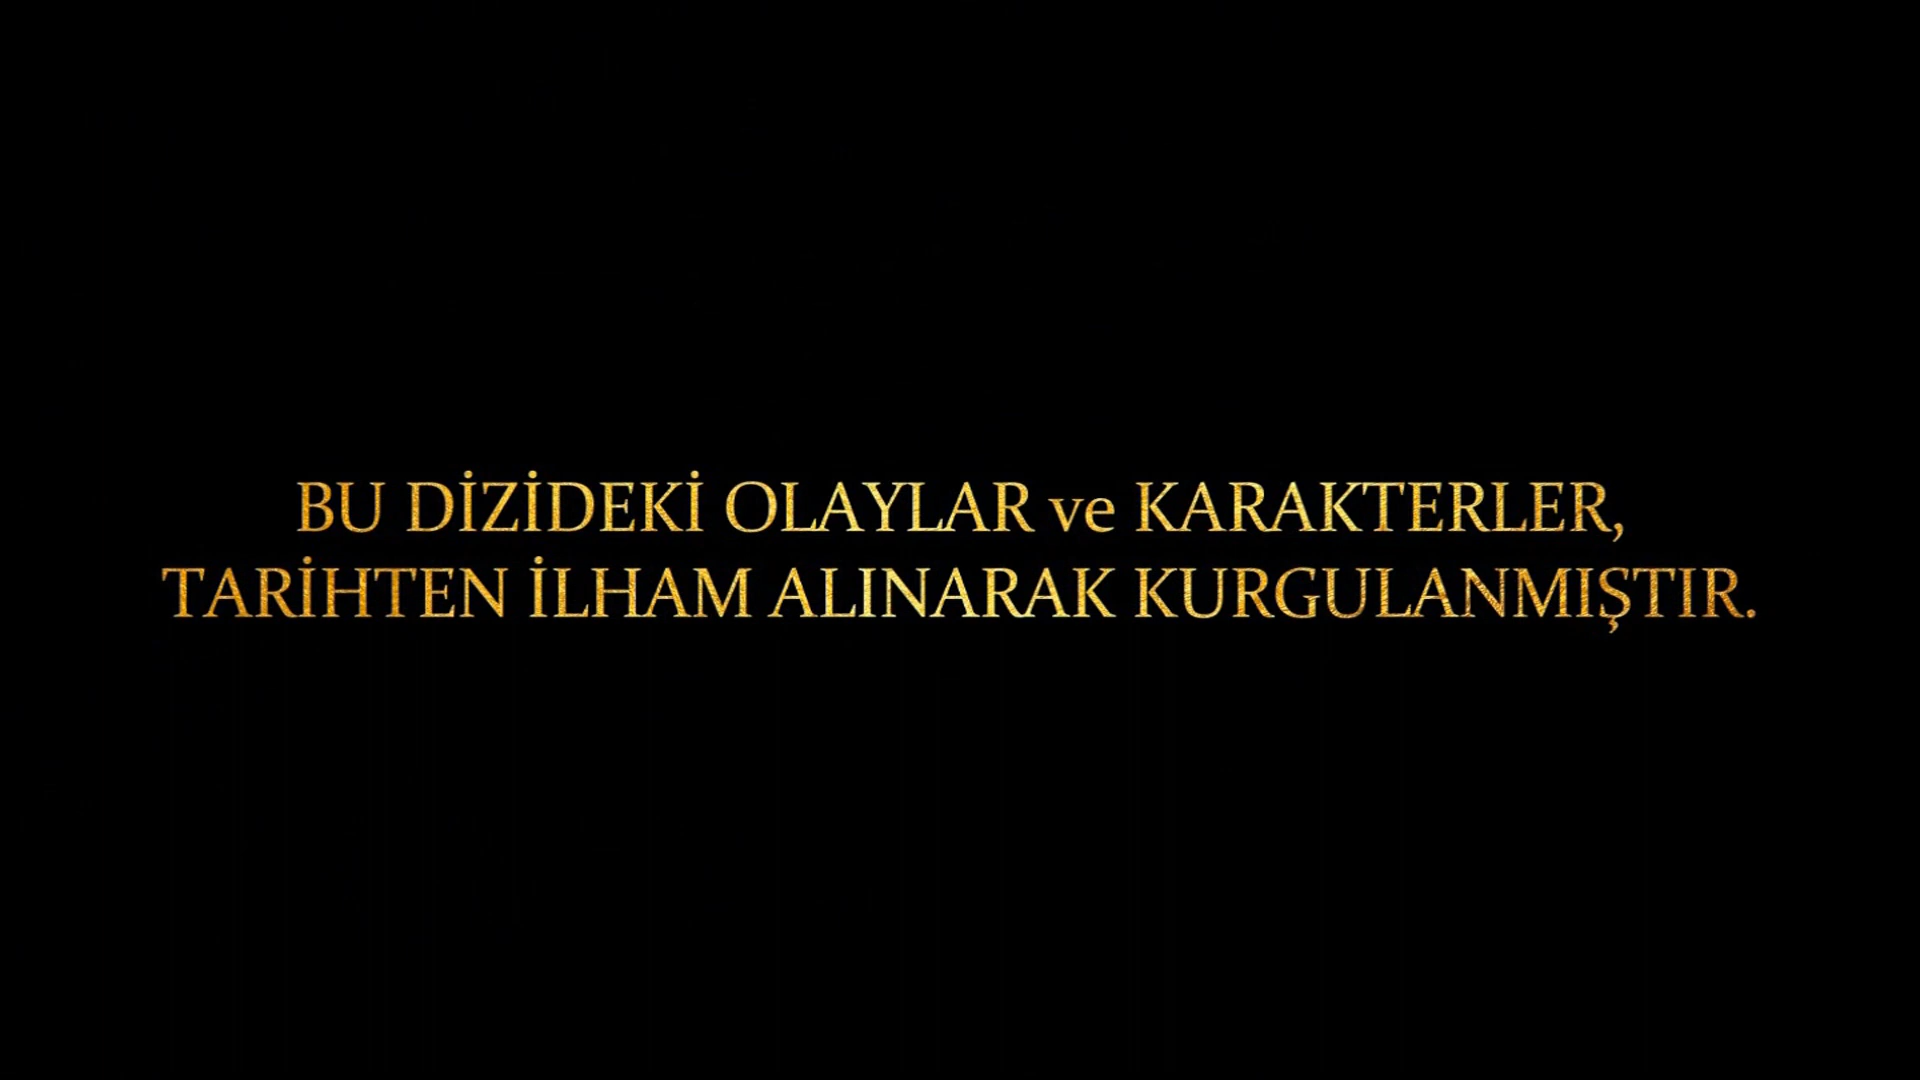 BU DİZİDEKİ OLAYLAR ve KARAKTERLER,
TARİHTEN İLHAM ALINARAK KURGULANMIŞTIR.